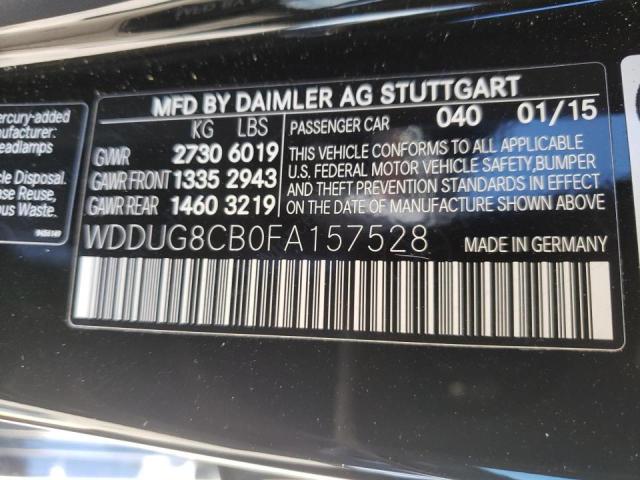 MFD BY DAIMLER AG STUTTGART
KG LBS
GVWR 2730 6019
GAWR FRONT 1335 2943
GAWR REAR 1460 3219
PASSENGER CAR 040 01/15
THIS VEHICLE CONFORMS TO ALL APPLICABLE
U.S. FEDERAL MOTOR VEHICLE SAFETY, BUMPER
AND THEFT PREVENTION STANDARDS IN EFFECT
ON THE DATE OF MANUFACTURE SHOWN ABOVE
WDDUG8CB0FA157528 MADE IN GERMANY
ercury-added
anufacturer:
eadlamps
cle Disposal.
nse Reuse,
ous Waste.